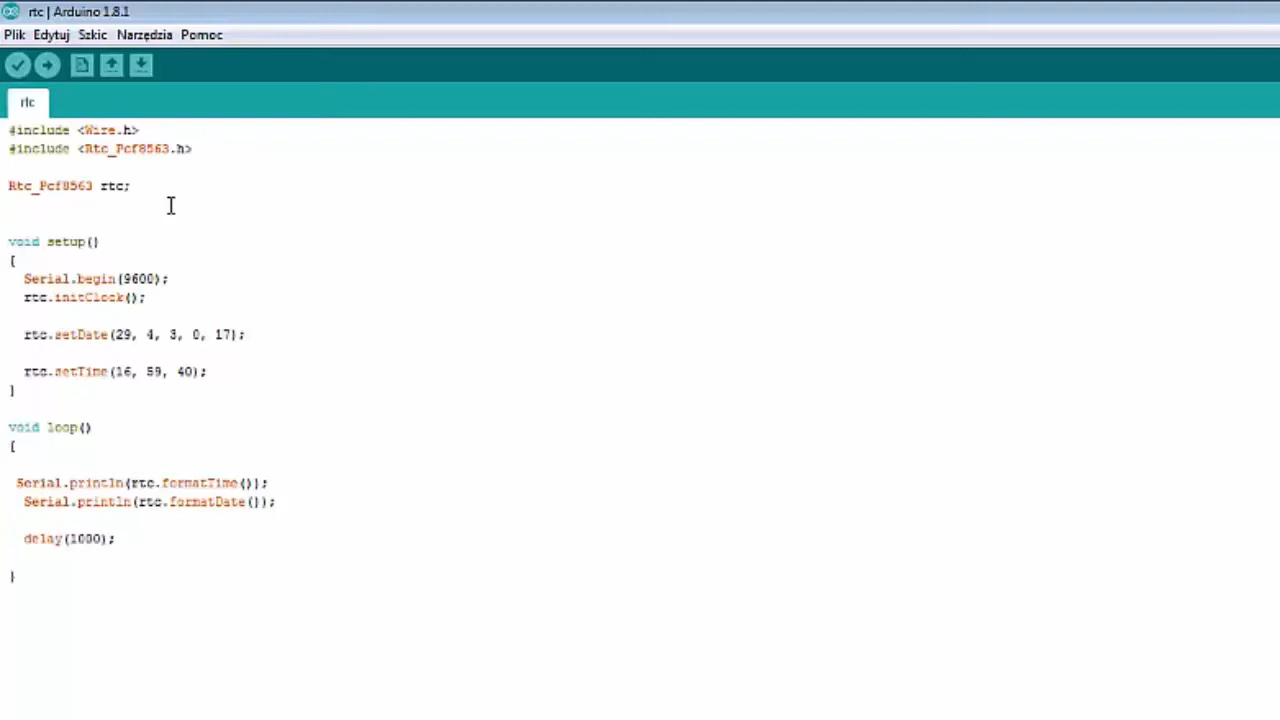 rtc | Arduino 1.8.1
Plik Edytuj Szkic Narzędzia Pomoc
rtc
#include <Wire.h>
#include <Rtc_Pcf8563.h>
Rtc_Pcf8563 rtc;
void setup()
{
Serial.begin(9600);
rtc.initClock();
rtc.setDate(29, 4, 3, 0, 17);
rtc.setTime(16, 59, 40);
}
void loop()
{
Serial.println(rtc.formatTime());
Serial.println(rtc.formatDate());
delay(1000);
}